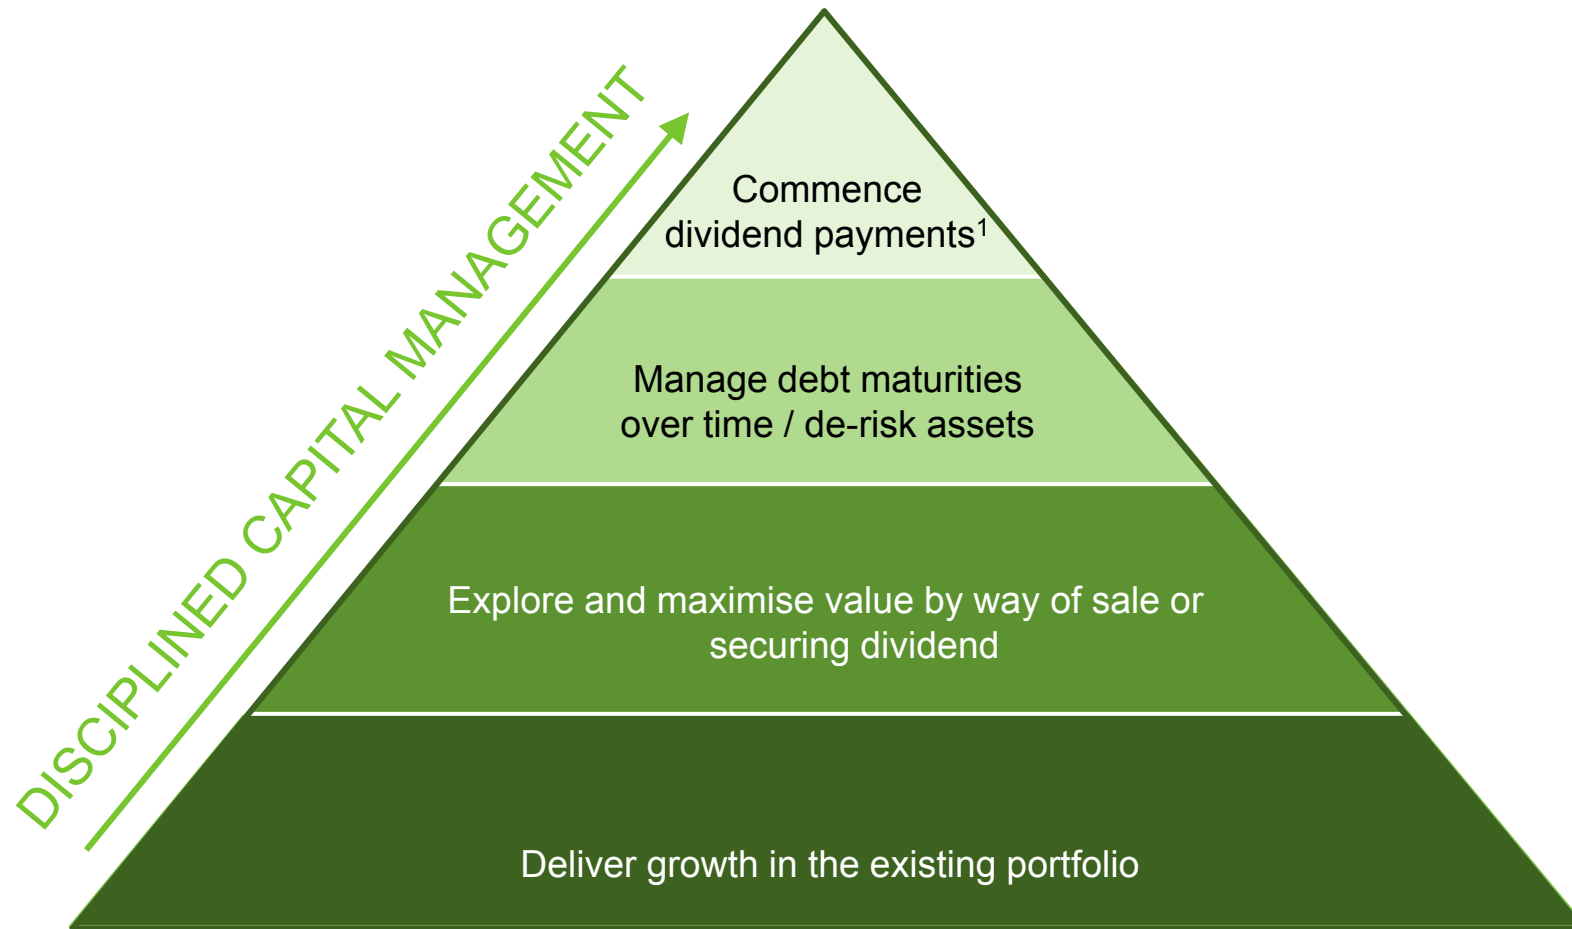 DISCIPLINED CAPITAL MANAGEMENT
Commence
dividend payments¹
Manage debt maturities
over time / de-risk assets
Explore and maximise value by way of sale or
securing dividend
Deliver growth in the existing portfolio